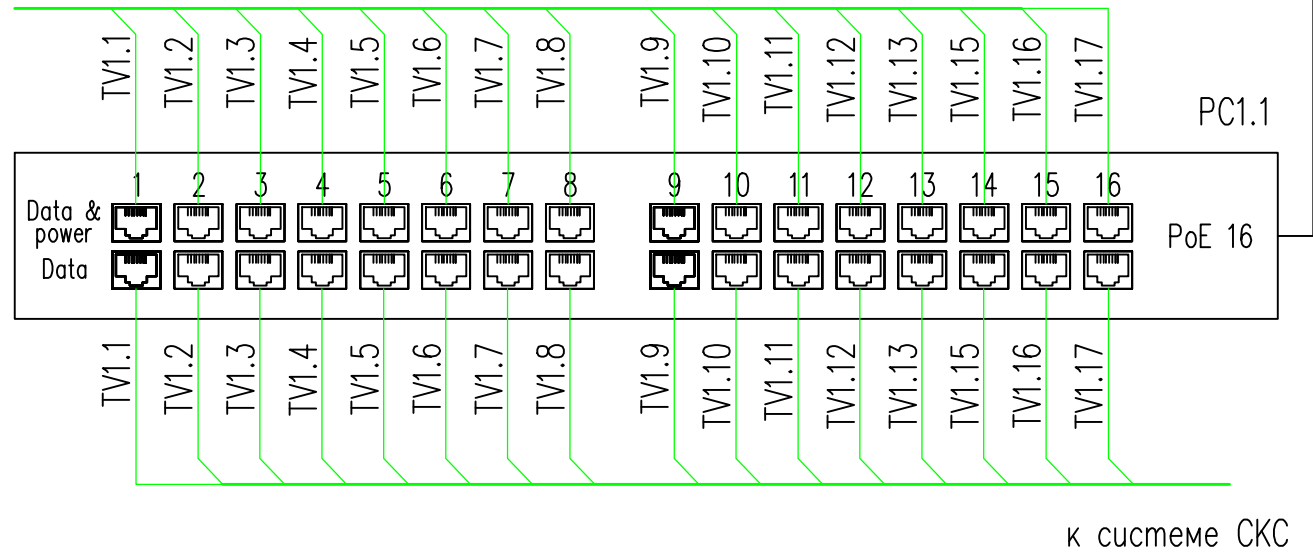 TV1.1 TV1.2 TV1.3 TV1.4 TV1.5 TV1.6 TV1.7 TV1.8 TV1.9 TV1.10 TV1.11 TV1.12 TV1.13 TV1.15 TV1.16 TV1.17
PC1.1
1 2 3 4 5 6 7 8 9 10 11 12 13 14 15 16
Data &
power
Data
PoE 16
TV1.1 TV1.2 TV1.3 TV1.4 TV1.5 TV1.6 TV1.7 TV1.8 TV1.9 TV1.10 TV1.11 TV1.12 TV1.13 TV1.15 TV1.16 TV1.17
к системе СКС